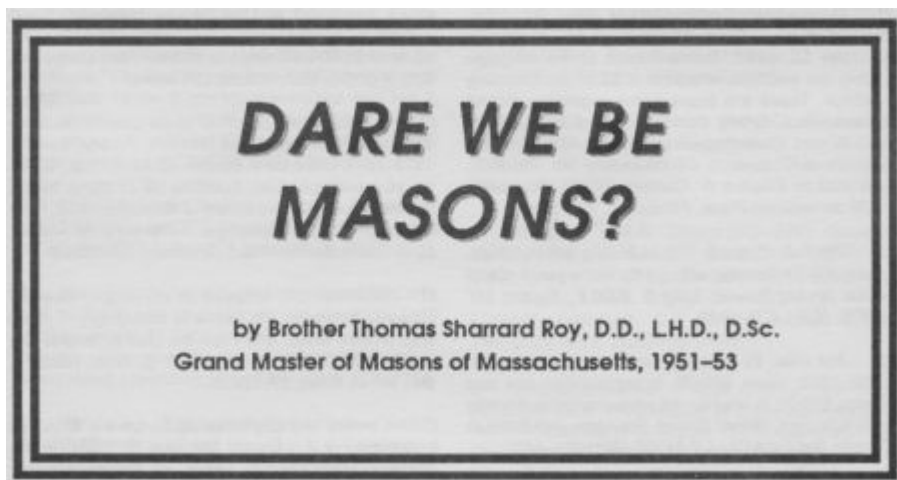 DARE WE BE
MASONS?
by Brother Thomas Sharrard Roy, D.D., L.H.D., D.Sc.
Grand Master of Masons of Massachusetts, 1951–53